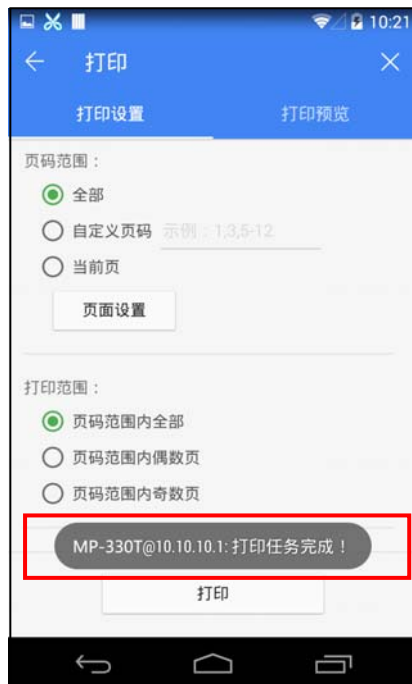 10:21
打印
打印设置
打印预览
页码范围：
全部
自定义页码 示例：1,3,5-12
当前页
页面设置
打印范围：
页码范围内全部
页码范围内偶数页
页码范围内奇数页
MP-330T@10.10.10.1: 打印任务完成！
打印